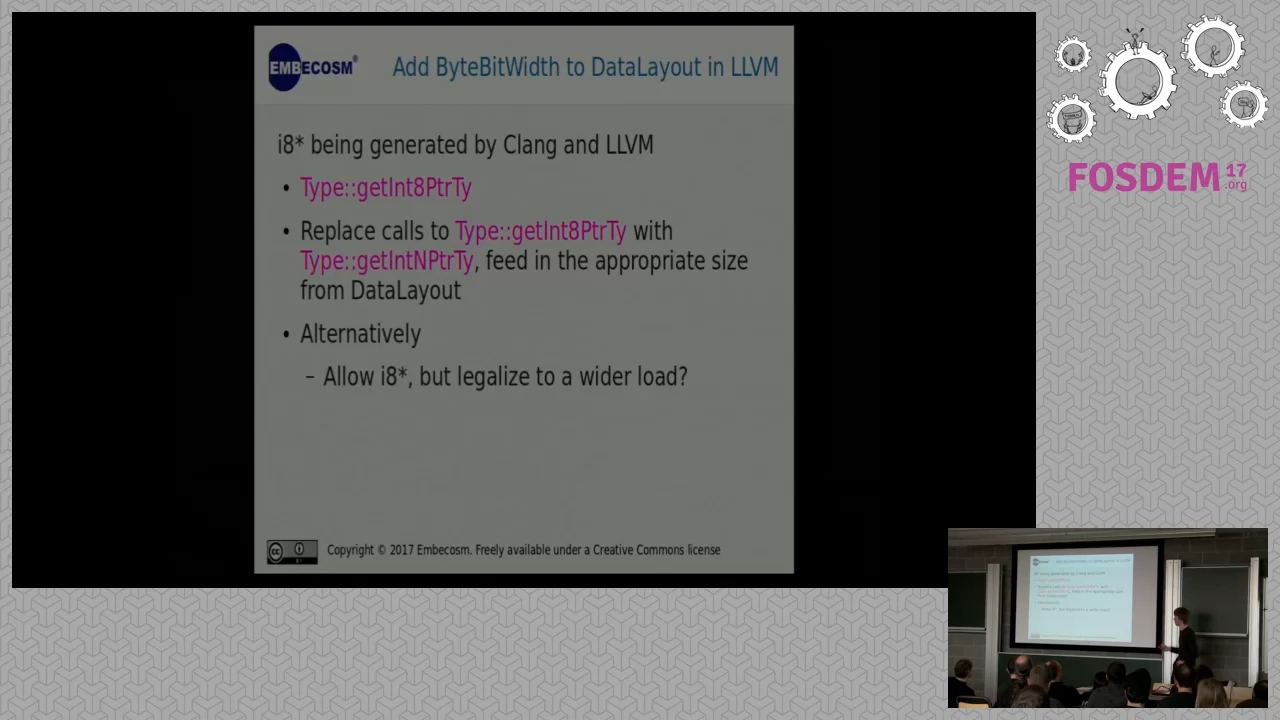 EMBECOSM®
Add ByteBitWidth to DataLayout in LLVM
i8* being generated by Clang and LLVM
• Type::getInt8PtrTy
• Replace calls to Type::getInt8PtrTy with
Type::getIntNPtrTy, feed in the appropriate size
from DataLayout
• Alternatively
– Allow i8*, but legalize to a wider load?
Copyright © 2017 Embecosm. Freely available under a Creative Commons license
FOSDEM 17
.org